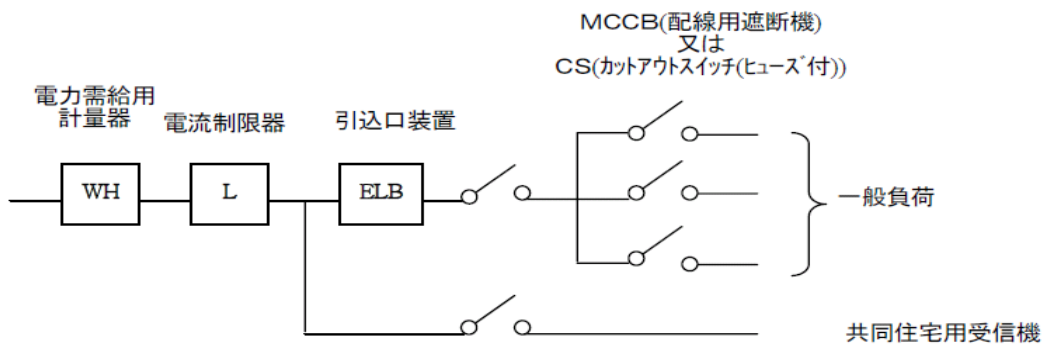 MCCB(配線用遮断機)
又は
CS(カットアウトスイッチ(ヒューズ付))
電力需給用
計量器
電流制限器
引込口装置
WH
L
ELB
一般負荷
共同住宅用受信機